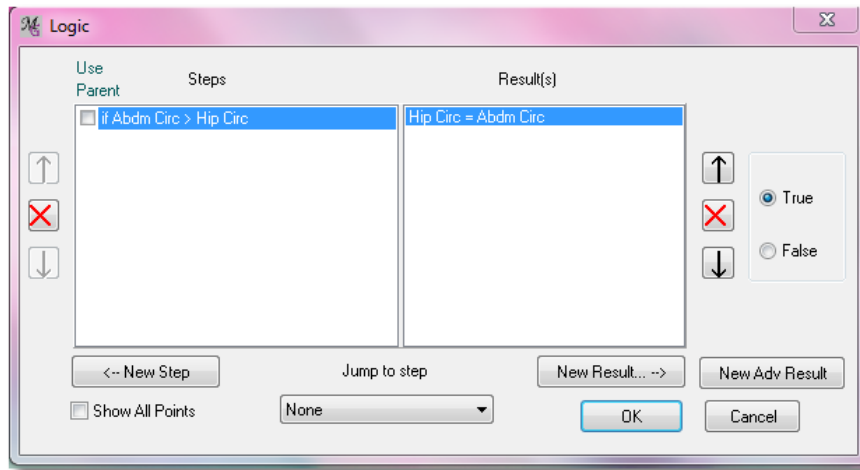 Logic
Use
Parent
Steps
Result(s)
if Abdm Circ > Hip Circ
Hip Circ = Abdm Circ
True
False
<-- New Step
Jump to step
New Result... -->
New Adv Result
Show All Points
None
OK
Cancel